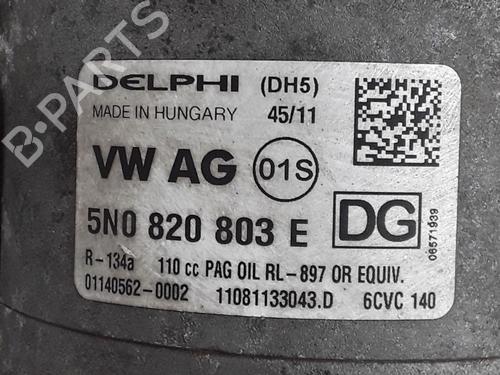 DELPHI (DH5)
MADE IN HUNGARY 45/11
VW AG 01S
5N0 820 803 E DG
R-134a 110 cc PAG OIL RL-897 OR EQUIV.
01140562-0002 11081133043.D 6CVC 140
06571939
B-PARTS